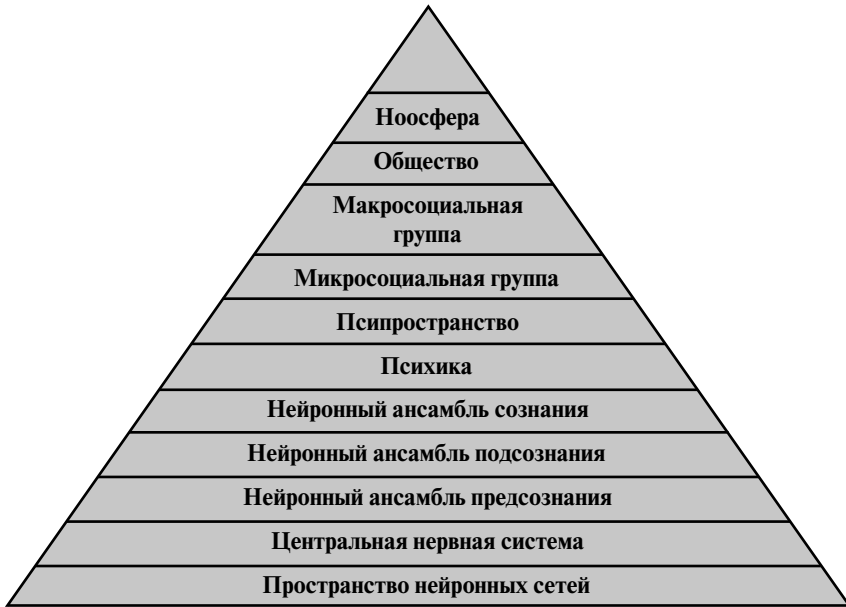 Ноосфера
Общество
Макросоциальная
группа
Микросоциальная группа
Псипространство
Психика
Нейронный ансамбль сознания
Нейронный ансамбль подсознания
Нейронный ансамбль предсознания
Центральная нервная система
Пространство нейронных сетей